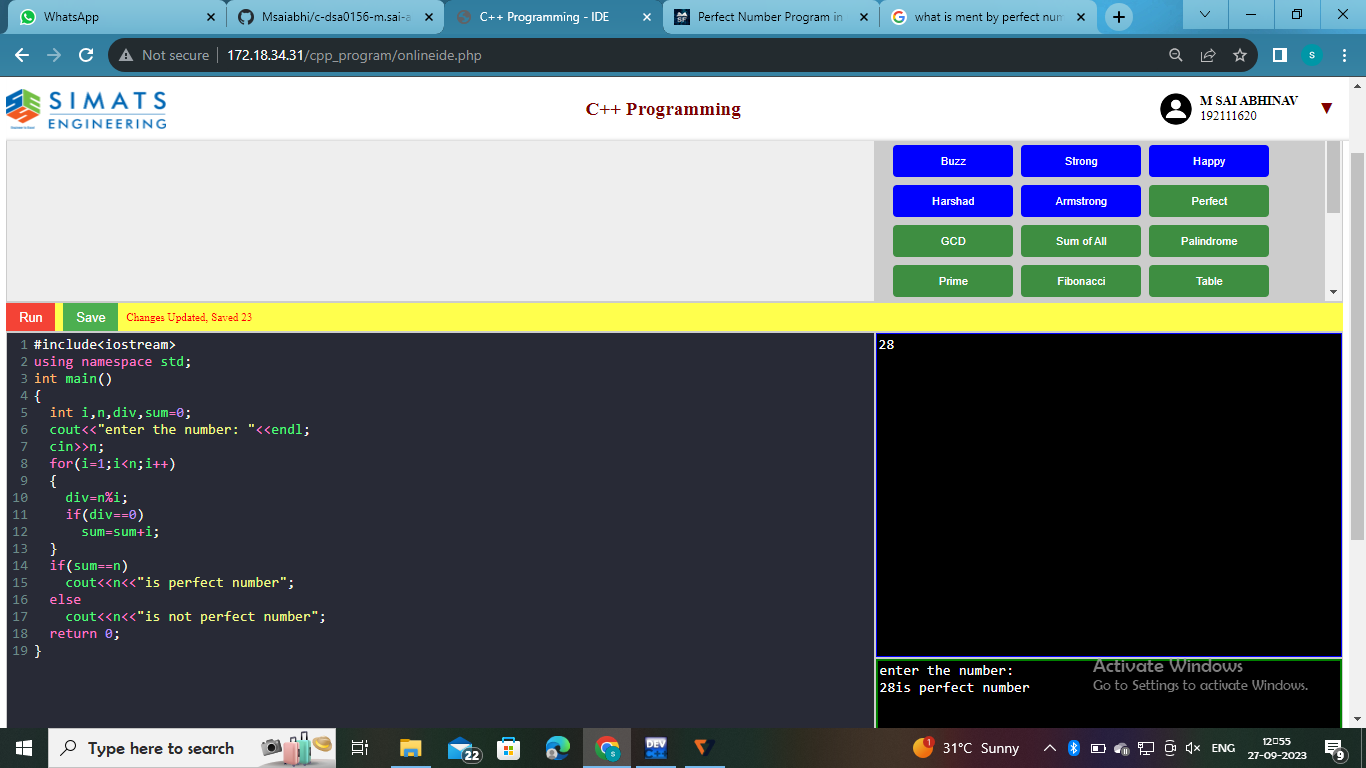 WhatsApp
Msaiabhi/c-dsa0156-m.sai-a
C++ Programming - IDE
Perfect Number Program in
what is ment by perfect num
Not secure
172.18.34.31/cpp_program/onlineide.php
s
SIMATS
ENGINEERING
C++ Programming
M SAI ABHINAV
192111620
Buzz Strong Happy
Harshad Armstrong Perfect
GCD Sum of All Palindrome
Prime Fibonacci Table
Run Save Changes Updated, Saved 23
1 #include<iostream>
2 using namespace std;
3 int main()
4 {
5 int i,n,div,sum=0;
6 cout<<"enter the number: "<<endl;
7 cin>>n;
8 for(i=1;i<n;i++)
9 {
10 div=n%i;
11 if(div==0)
12 sum=sum+i;
13 }
14 if(sum==n)
15 cout<<n<<"is perfect number";
16 else
17 cout<<n<<"is not perfect number";
18 return 0;
19 }
28
enter the number:
28is perfect number
Activate Windows
Go to Settings to activate Windows.
Type here to search
22
DEV
1
31°C Sunny
ENG
12:55
27-09-2023
9